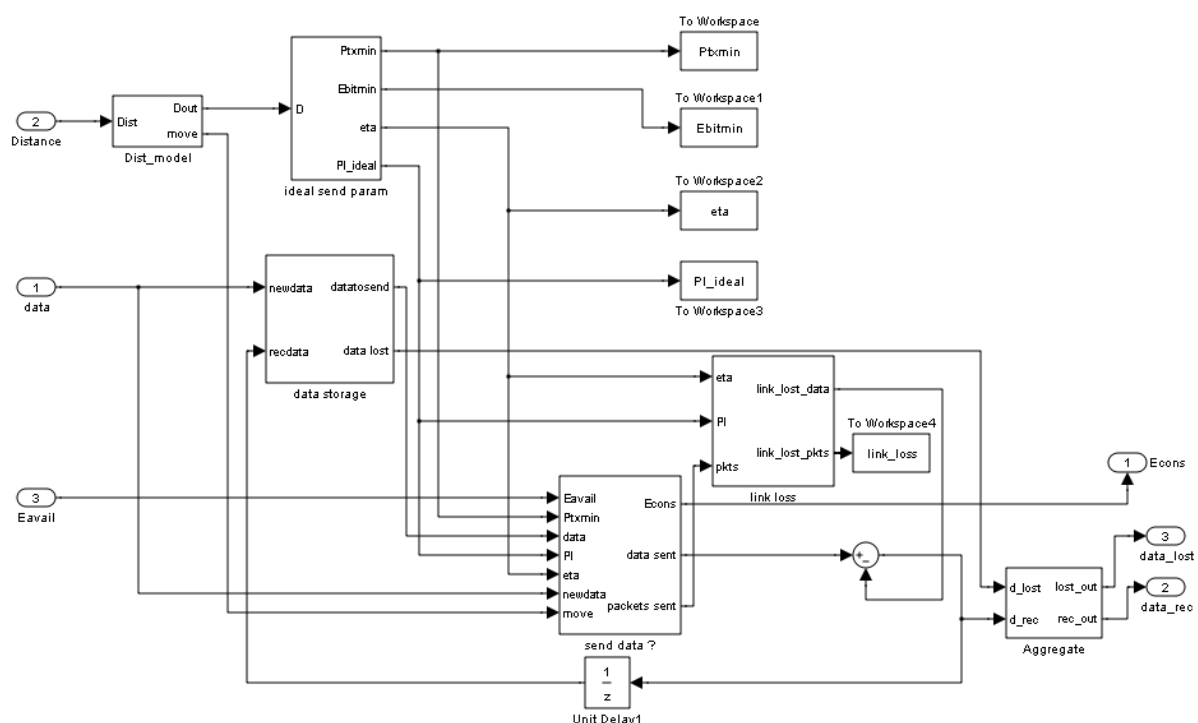 To Workspace
Ptxmin
Ptxmin
Ebitmin
To Workspace1
Ebitmin
D
eta
Pl_ideal
ideal send param
2
Distance
Dist
Dout
move
Dist_model
To Workspace2
eta
Pl_ideal
To Workspace3
1
data
newdata
datatosend
recdata
data lost
data storage
eta
link_lost_data
Pl
link_lost_pkts
pkts
link loss
To Workspace4
link_loss
1
Econs
3
Eavail
Eavail
Econs
Ptxmin
data
data sent
Pl
eta
newdata
packets sent
move
send data ?
+
-
3
data_lost
d_lost
lost_out
2
data_rec
d_rec
rec_out
Aggregate
1
z
Unit Delay1